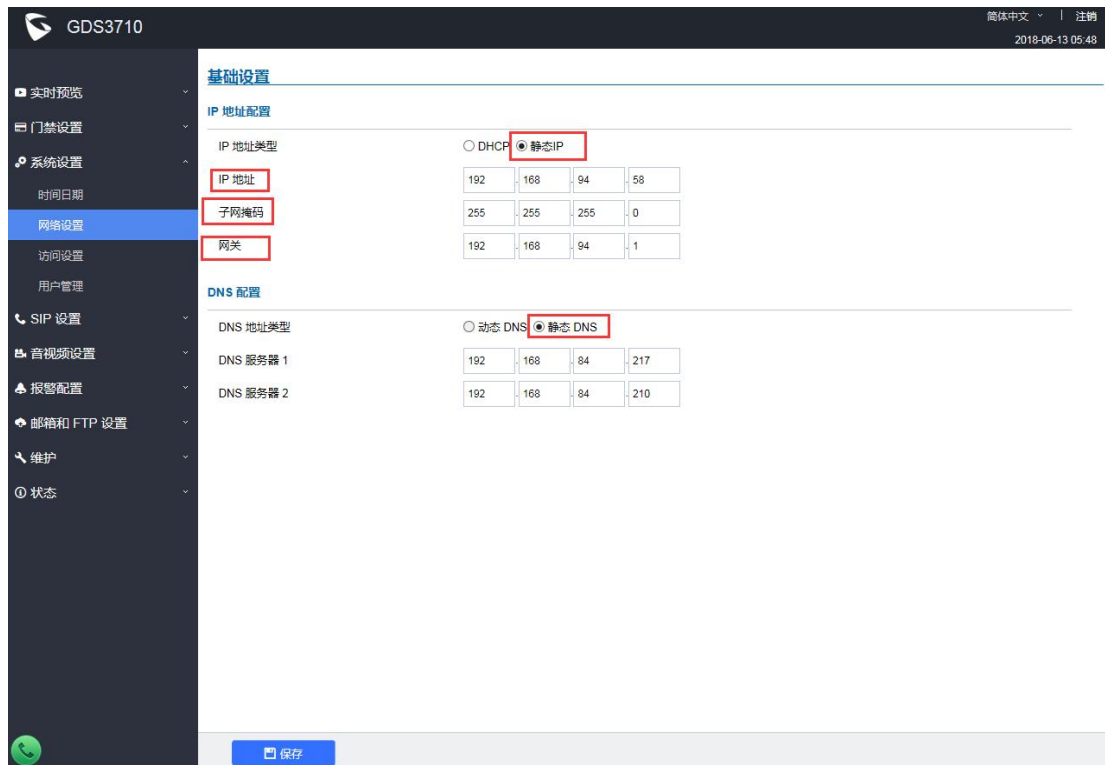 GDS3710
简体中文 | 注销
2018-06-13 05:48
实时预览
门禁设置
系统设置
时间日期
网络设置
访问设置
用户管理
SIP 设置
音视频设置
报警配置
邮箱和 FTP 设置
维护
状态
基础设置
IP 地址配置
IP 地址类型 DHCP 静态IP
IP 地址 192 . 168 . 94 . 58
子网掩码 255 . 255 . 255 . 0
网关 192 . 168 . 94 . 1
DNS 配置
DNS 地址类型 动态 DNS 静态 DNS
DNS 服务器 1 192 . 168 . 84 . 217
DNS 服务器 2 192 . 168 . 84 . 210
保存